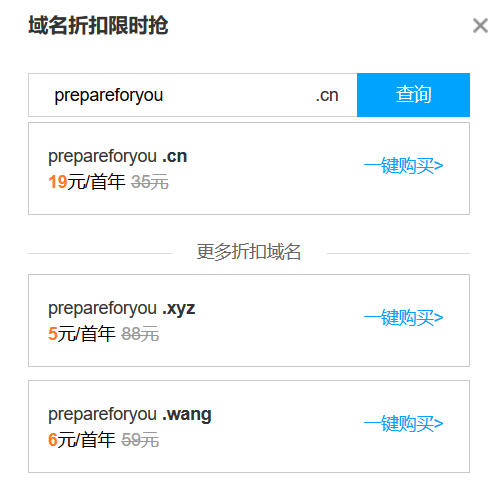 域名折扣限时抢
prepareforyou .cn 查询
prepareforyou .cn
19元/首年 35元
一键购买>
更多折扣域名
prepareforyou .xyz
5元/首年 88元
一键购买>
prepareforyou .wang
6元/首年 59元
一键购买>